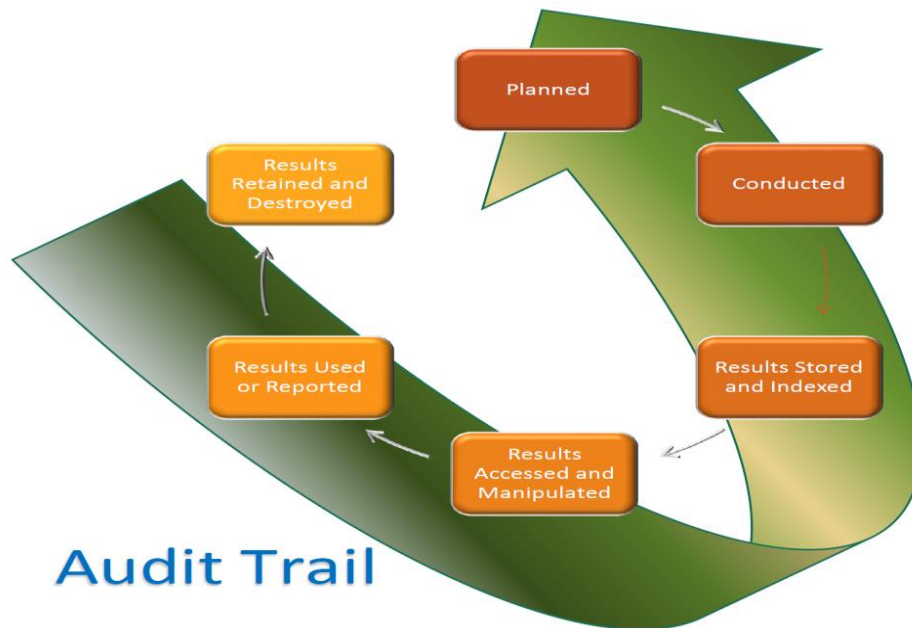 Planned
Conducted
Results Stored
and Indexed
Results
Accessed and
Manipulated
Results Used
or Reported
Results
Retained and
Destroyed
Audit Trail